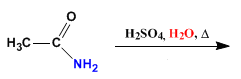 O
H₃C—C
NH₂
H₂SO₄, H₂O, Δ